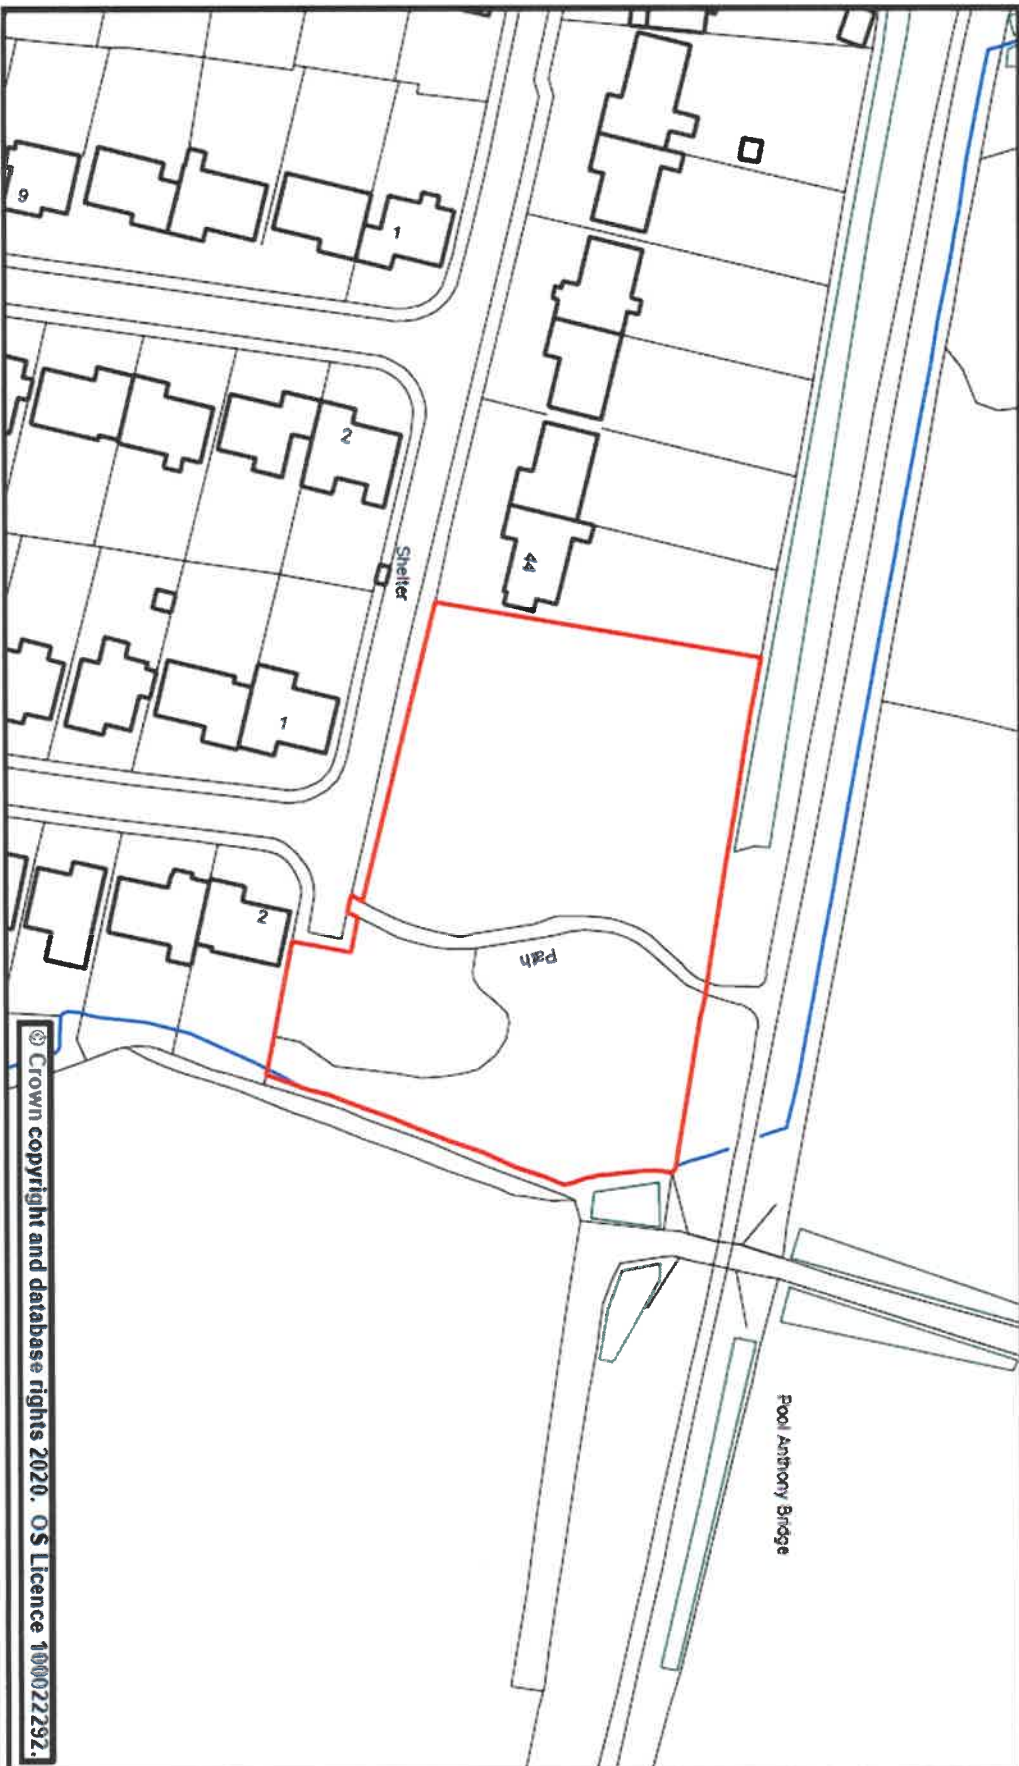 Pool Anthony Bridge
44
Path
Shelter
1
2
1
2
9
© Crown copyright and database rights 2020. OS Licence 100022292.